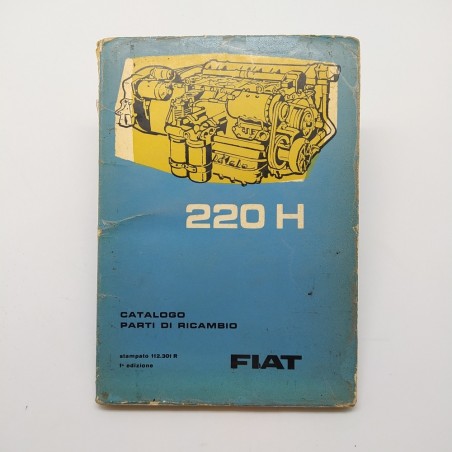 220 H
CATALOGO
PARTI DI RICAMBIO
stampato 112.301 R
1ª edizione
FIAT